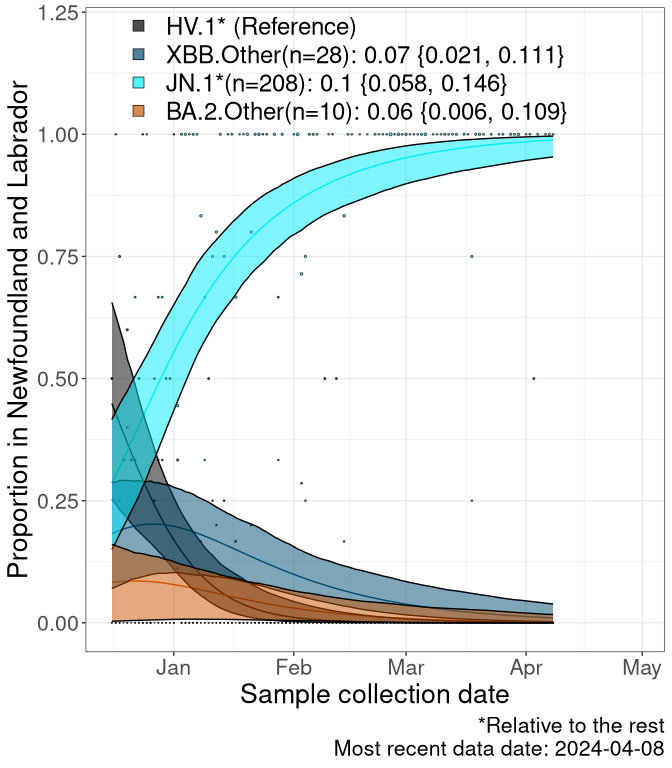 HV.1* (Reference)
XBB.Other(n=28): 0.07 {0.021, 0.111}
JN.1*(n=208): 0.1 {0.058, 0.146}
BA.2.Other(n=10): 0.06 {0.006, 0.109}
Proportion in Newfoundland and Labrador
1.25
1.00
0.75
0.50
0.25
0.00
Jan Feb Mar Apr May
Sample collection date
*Relative to the rest
Most recent data date: 2024-04-08